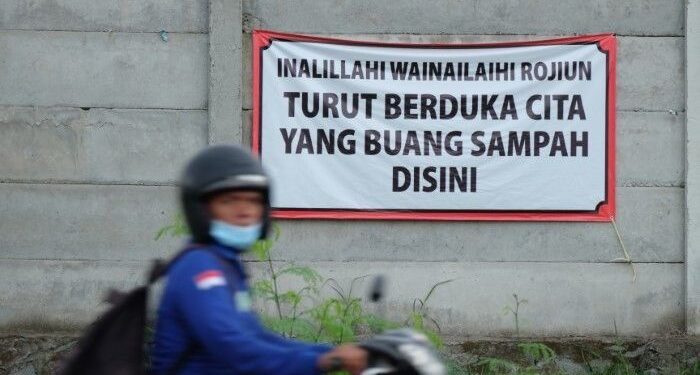 INALILLAHI WAINAILAIHI ROJIUN
TURUT BERDUKA CITA
YANG BUANG SAMPAH
DISINI